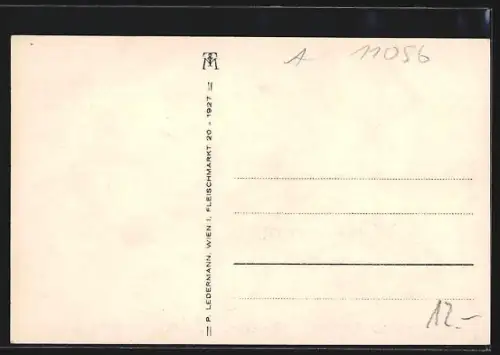 A 11056
P. LEDERMANN, WIEN I, FLEISCHMARKT 20 - 1927
12.-